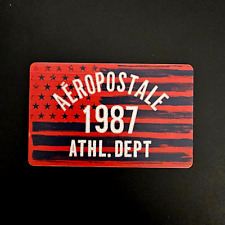 AÉROPOSTALE
1987
ATHL. DEPT